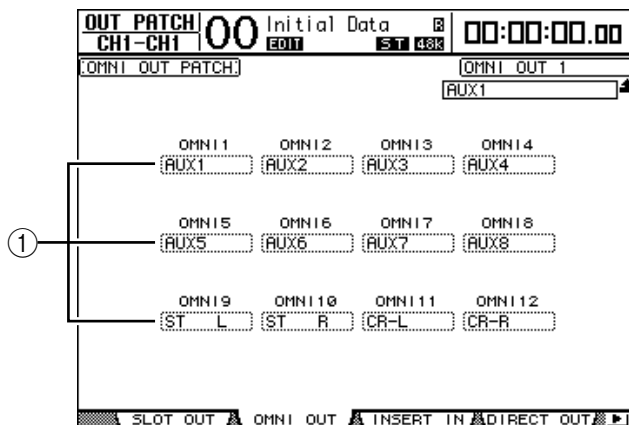 OUT PATCH 00 Initial Data R 00:00:00.00
CH1-CH1 EDIT ST 48k
OMNI OUT PATCH OMNI OUT 1
AUX1
OMNI1 OMNI2 OMNI3 OMNI4
AUX1 AUX2 AUX3 AUX4
OMNI5 OMNI6 OMNI7 OMNI8
1 AUX5 AUX6 AUX7 AUX8
OMNI9 OMNI10 OMNI11 OMNI12
ST L ST R CR-L CR-R
SLOT OUT OMNI OUT INSERT IN DIRECT OUT